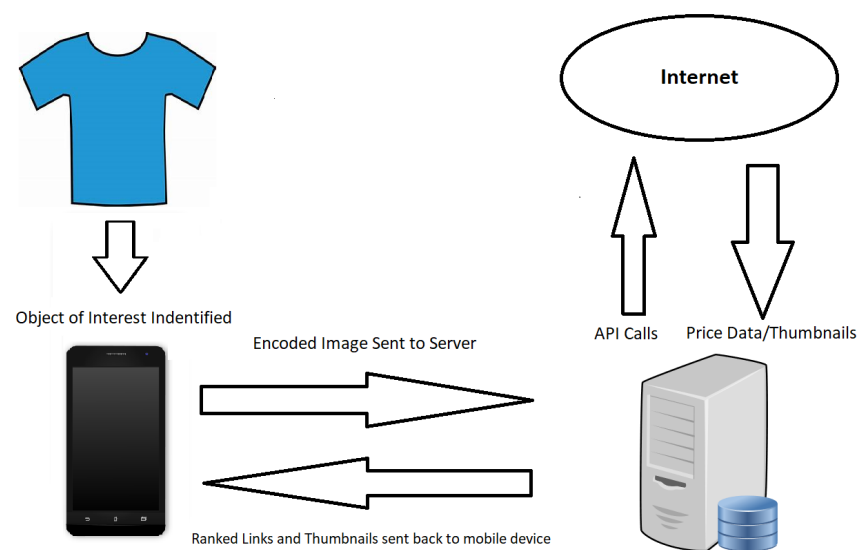 Internet
Object of Interest Indentified
Encoded Image Sent to Server
API Calls
Price Data/Thumbnails
Ranked Links and Thumbnails sent back to mobile device